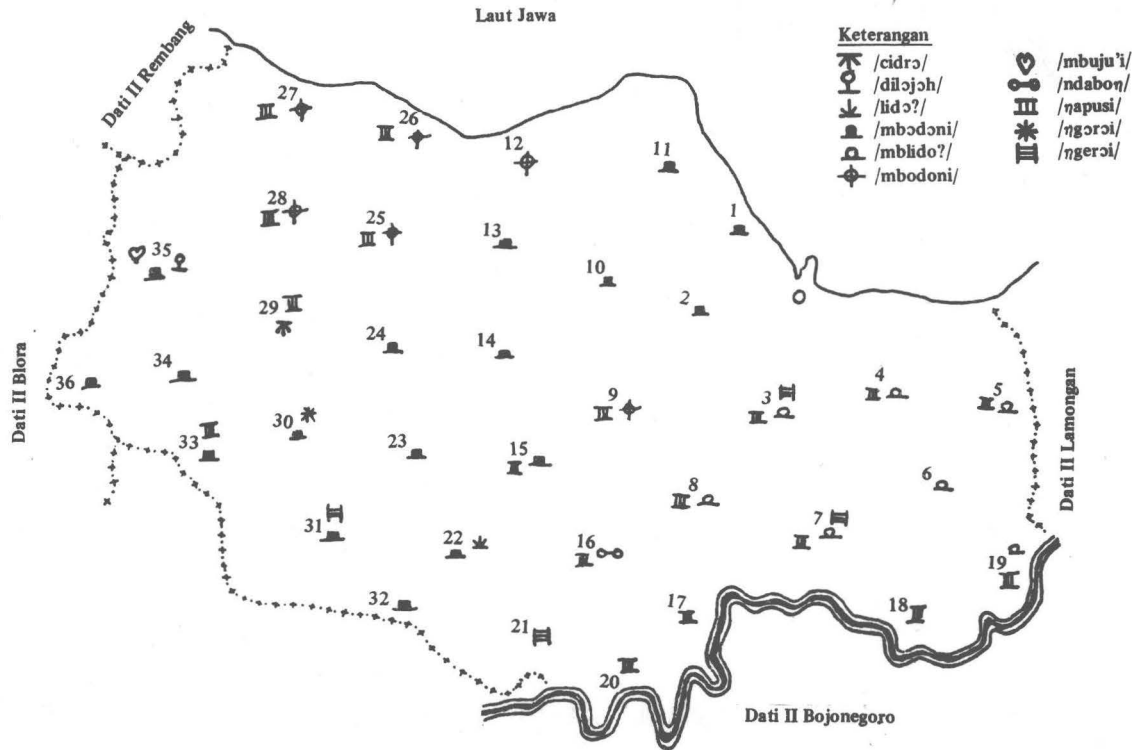 Laut Jawa
Dati II Rembang
Keterangan
/cidrɔ/
/dilɔjɔh/
/lidɔ?/
/mbɔdɔni/
/mblido?/
/mbodoni/
/mbuju'i/
/ndaboŋ/
/ŋapusi/
/ŋgɔrɔi/
/ŋgerɔi/
27
26
12
11
28
25
13
1
35
10
2
29
24
14
34
36
9
3
4
5
Dati II Blora
30
33
23
15
8
6
7
Dati II Lamongan
31
22
16
19
32
21
17
18
20
Dati II Bojonegoro